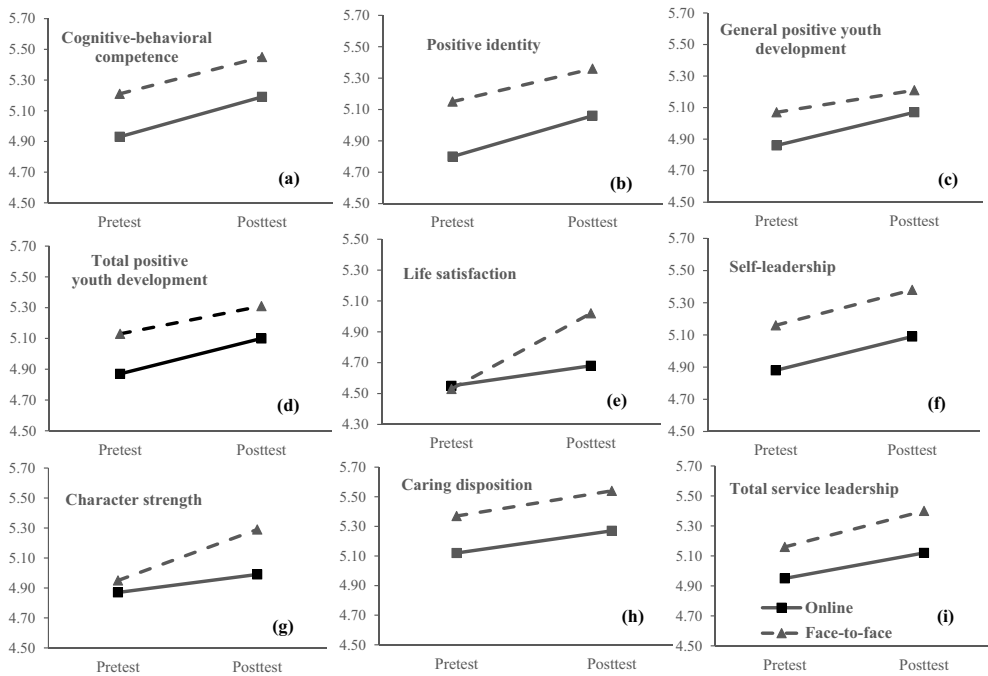 5.70
5.50
5.30
5.10
4.90
4.70
4.50
Cognitive-behavioral
competence
(a)
Pretest Posttest
5.70
5.50
5.30
5.10
4.90
4.70
4.50
Positive identity
(b)
Pretest Posttest
5.70
5.50
5.30
5.10
4.90
4.70
4.50
General positive youth
development
(c)
Pretest Posttest
5.70
5.50
5.30
5.10
4.90
4.70
4.50
Total positive
youth development
(d)
Pretest Posttest
5.50
5.30
5.10
4.90
4.70
4.50
4.30
Life satisfaction
(e)
Pretest Posttest
5.70
5.50
5.30
5.10
4.90
4.70
4.50
Self-leadership
(f)
Pretest Posttest
5.70
5.50
5.30
5.10
4.90
4.70
4.50
Character strength
(g)
Pretest Posttest
5.70
5.50
5.30
5.10
4.90
4.70
4.50
Caring disposition
(h)
Pretest Posttest
5.70
5.50
5.30
5.10
4.90
4.70
4.50
Total service leadership
Online
Face-to-face
(i)
Pretest Posttest